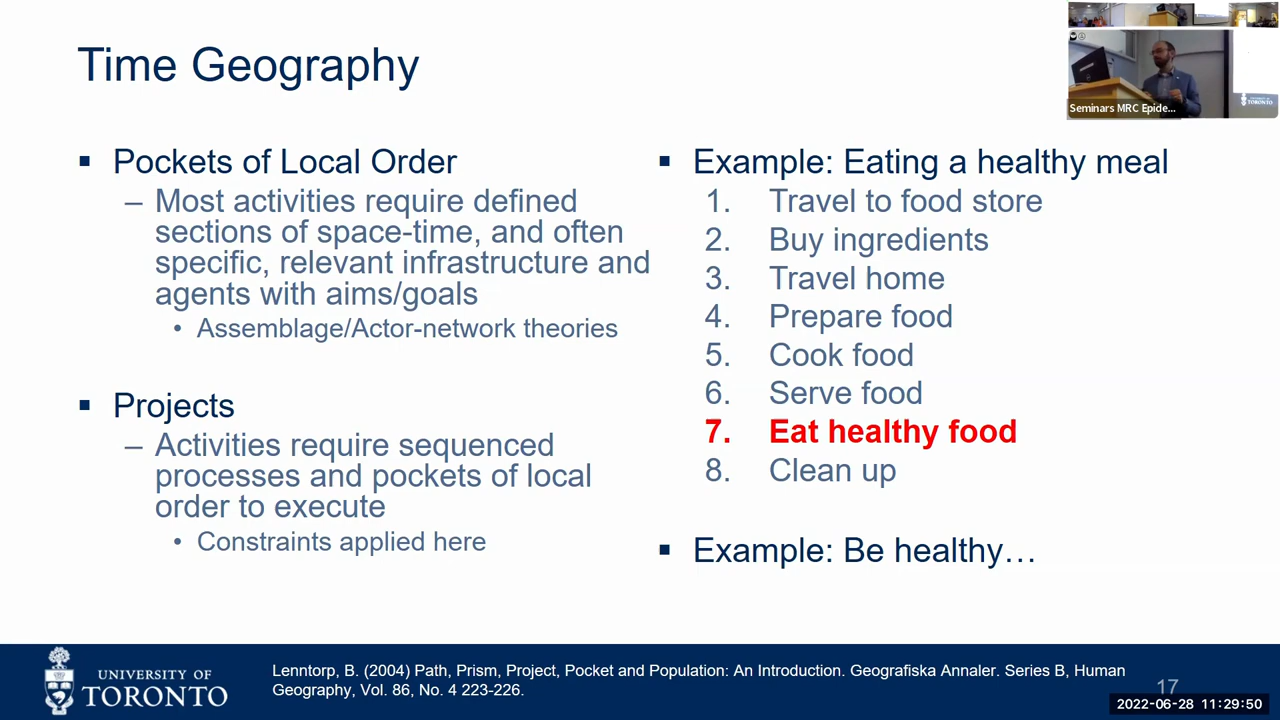 Time Geography
▪ Pockets of Local Order
– Most activities require defined
sections of space-time, and often
specific, relevant infrastructure and
agents with aims/goals
• Assemblage/Actor-network theories
▪ Projects
– Activities require sequenced
processes and pockets of local
order to execute
• Constraints applied here
▪ Example: Eating a healthy meal
1. Travel to food store
2. Buy ingredients
3. Travel home
4. Prepare food
5. Cook food
6. Serve food
7. Eat healthy food
8. Clean up
▪ Example: Be healthy…
Seminars MRC Epide...
TORONTO
UNIVERSITY OF
TORONTO
Lenntorp, B. (2004) Path, Prism, Project, Pocket and Population: An Introduction. Geografiska Annaler. Series B, Human
Geography, Vol. 86, No. 4 223-226.
17
2022-06-28 11:29:50